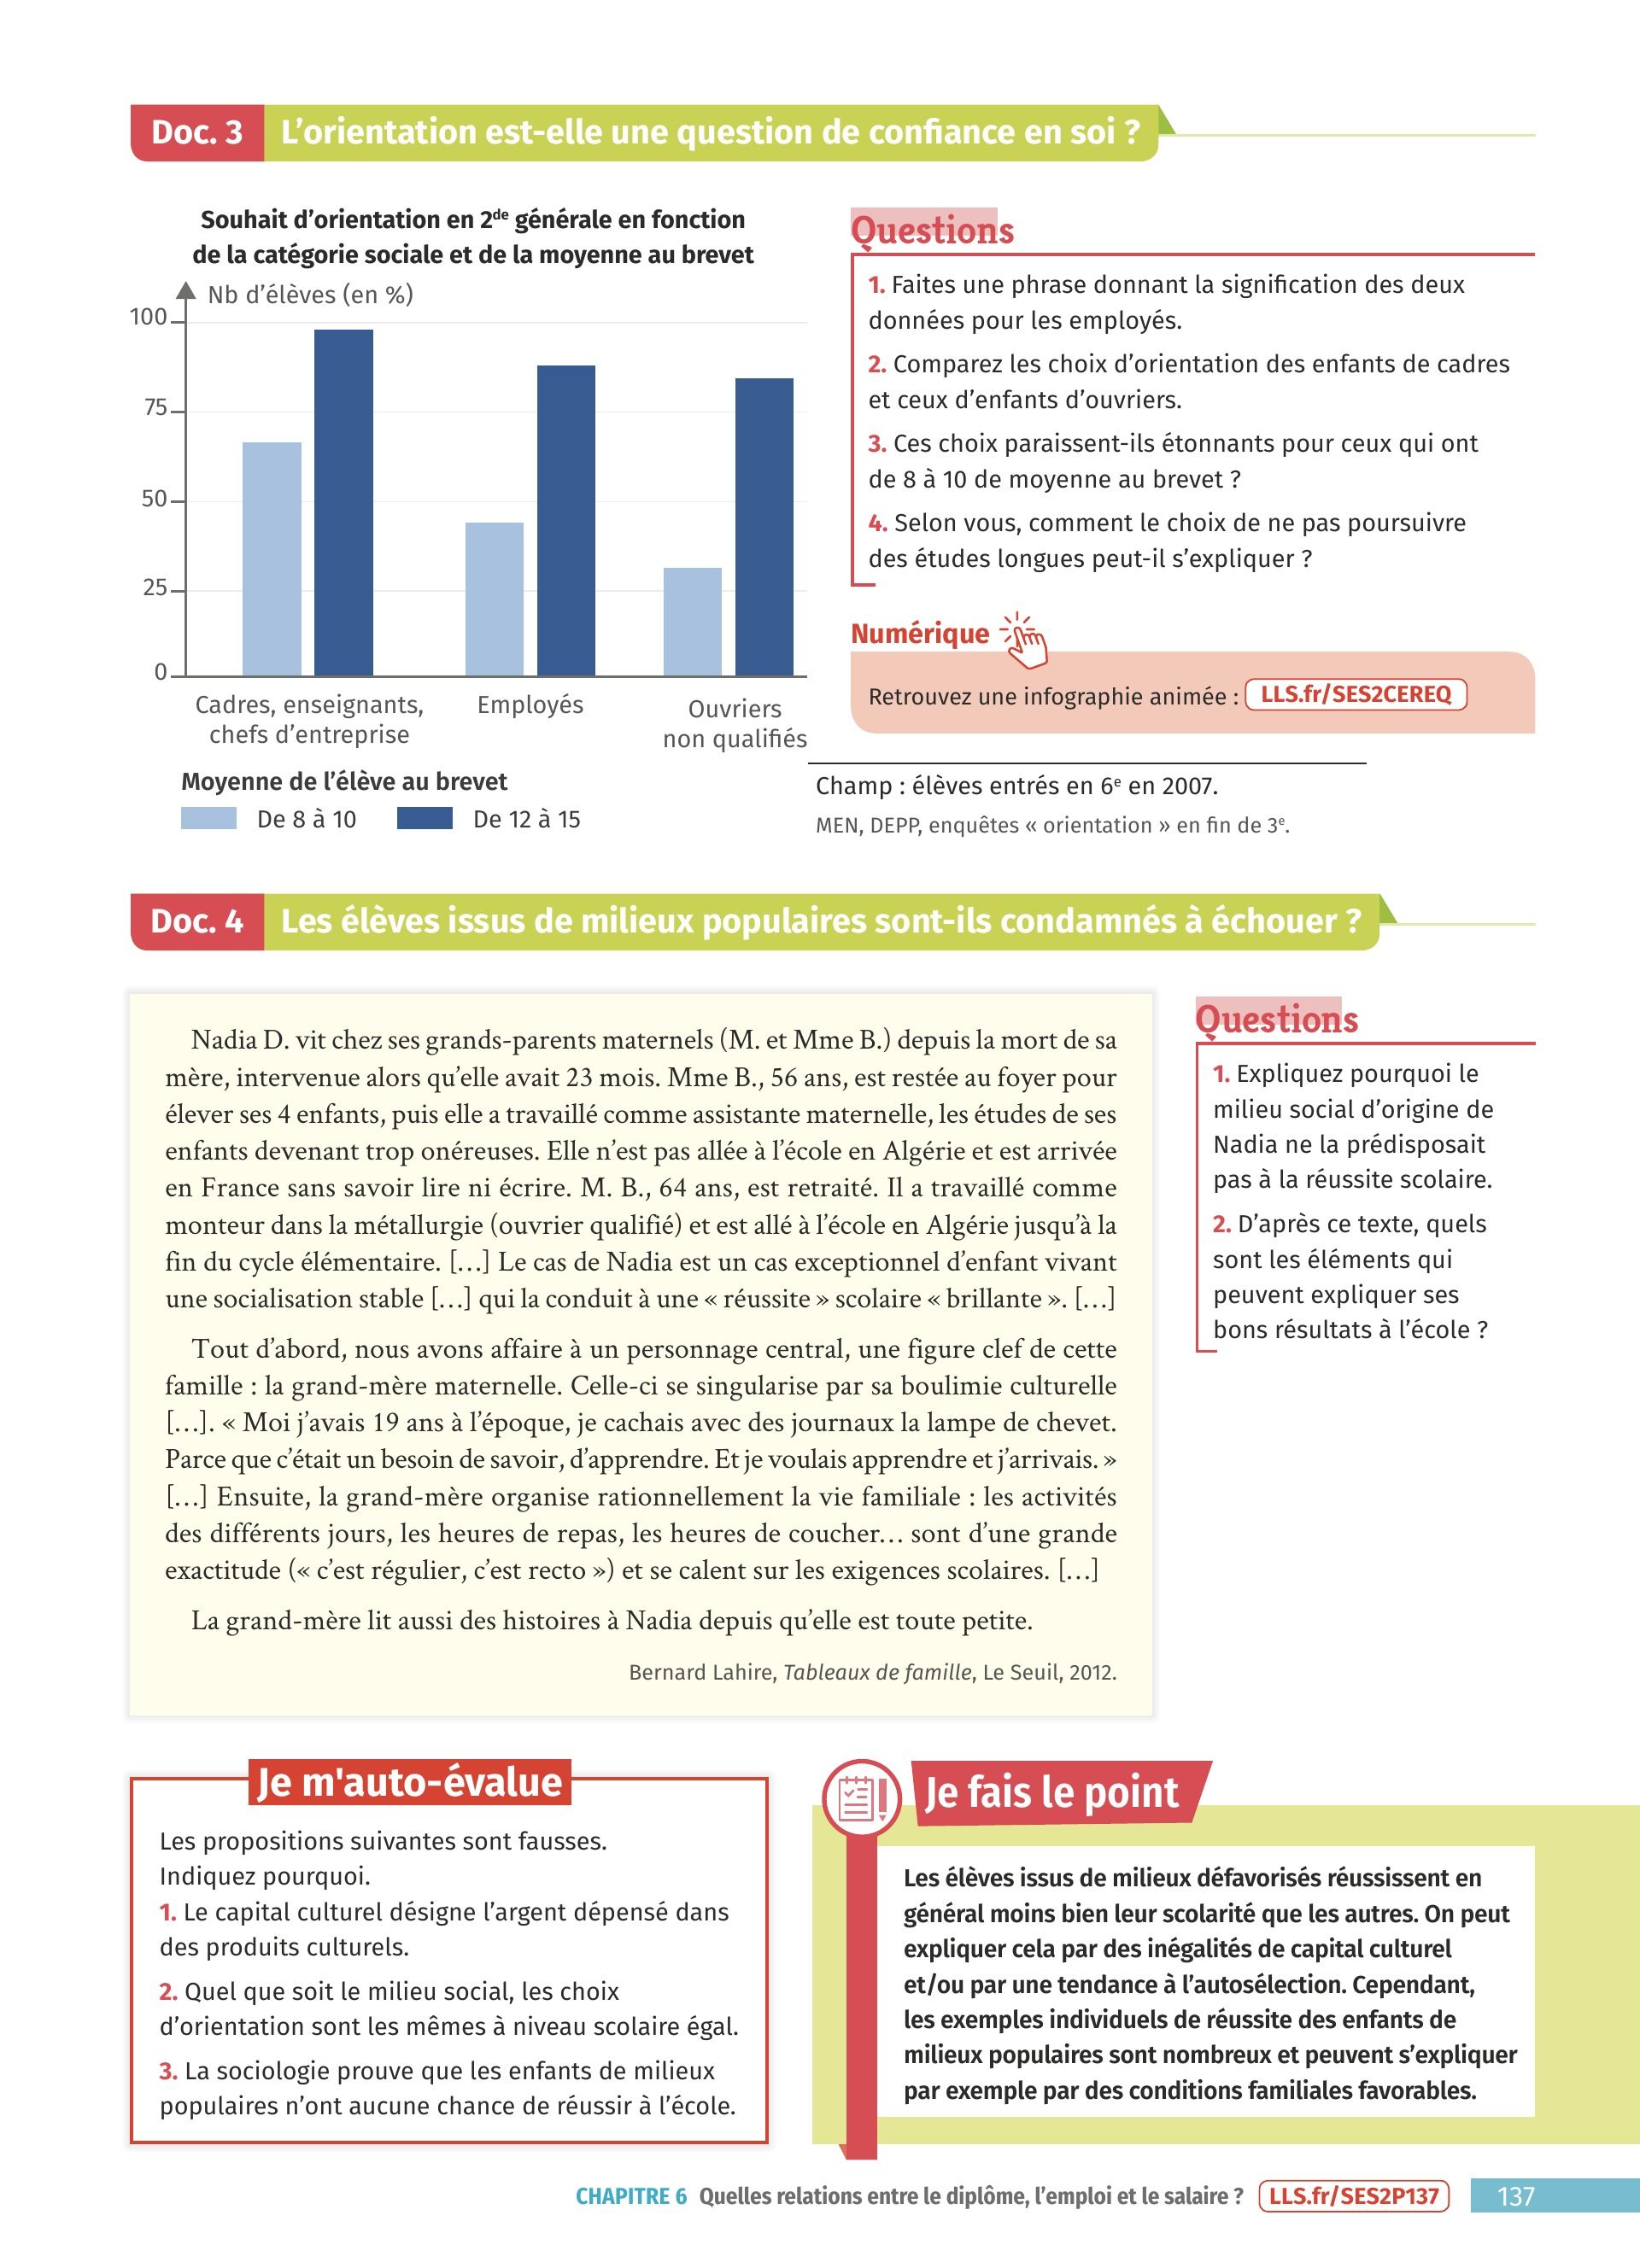 Doc. 3 L’orientation est-elle une question de confiance en soi ?
Souhait d’orientation en 2de générale en fonction
de la catégorie sociale et de la moyenne au brevet
Nb d’élèves (en %)
100
75
50
25
0
Cadres, enseignants,
chefs d’entreprise
Employés
Ouvriers
non qualifiés
Moyenne de l’élève au brevet
De 8 à 10
De 12 à 15
Questions
1. Faites une phrase donnant la signification des deux
données pour les employés.
2. Comparez les choix d’orientation des enfants de cadres
et ceux d’enfants d’ouvriers.
3. Ces choix paraissent-ils étonnants pour ceux qui ont
de 8 à 10 de moyenne au brevet ?
4. Selon vous, comment le choix de ne pas poursuivre
des études longues peut-il s’expliquer ?
Numérique
Retrouvez une infographie animée : LLS.fr/SES2CEREQ
Champ : élèves entrés en 6e en 2007.
MEN, DEPP, enquêtes « orientation » en fin de 3e.
Doc. 4 Les élèves issus de milieux populaires sont-ils condamnés à échouer ?
Nadia D. vit chez ses grands-parents maternels (M. et Mme B.) depuis la mort de sa
mère, intervenue alors qu’elle avait 23 mois. Mme B., 56 ans, est restée au foyer pour
élever ses 4 enfants, puis elle a travaillé comme assistante maternelle, les études de ses
enfants devenant trop onéreuses. Elle n’est pas allée à l’école en Algérie et est arrivée
en France sans savoir lire ni écrire. M. B., 64 ans, est retraité. Il a travaillé comme
monteur dans la métallurgie (ouvrier qualifié) et est allé à l’école en Algérie jusqu’à la
fin du cycle élémentaire. […] Le cas de Nadia est un cas exceptionnel d’enfant vivant
une socialisation stable […] qui la conduit à une « réussite » scolaire « brillante ». […]
Tout d’abord, nous avons affaire à un personnage central, une figure clef de cette
famille : la grand-mère maternelle. Celle-ci se singularise par sa boulimie culturelle
[…]. « Moi j’avais 19 ans à l’époque, je cachais avec des journaux la lampe de chevet.
Parce que c’était un besoin de savoir, d’apprendre. Et je voulais apprendre et j’arrivais. »
[…] Ensuite, la grand-mère organise rationnellement la vie familiale : les activités
des différents jours, les heures de repas, les heures de coucher… sont d’une grande
exactitude (« c’est régulier, c’est recto ») et se calent sur les exigences scolaires. […]
La grand-mère lit aussi des histoires à Nadia depuis qu’elle est toute petite.
Bernard Lahire, Tableaux de famille, Le Seuil, 2012.
Questions
1. Expliquez pourquoi le
milieu social d’origine de
Nadia ne la prédisposait
pas à la réussite scolaire.
2. D’après ce texte, quels
sont les éléments qui
peuvent expliquer ses
bons résultats à l’école ?
Je m'auto-évalue
Les propositions suivantes sont fausses.
Indiquez pourquoi.
1. Le capital culturel désigne l’argent dépensé dans
des produits culturels.
2. Quel que soit le milieu social, les choix
d’orientation sont les mêmes à niveau scolaire égal.
3. La sociologie prouve que les enfants de milieux
populaires n’ont aucune chance de réussir à l’école.
Je fais le point
Les élèves issus de milieux défavorisés réussissent en
général moins bien leur scolarité que les autres. On peut
expliquer cela par des inégalités de capital culturel
et/ou par une tendance à l’autosélection. Cependant,
les exemples individuels de réussite des enfants de
milieux populaires sont nombreux et peuvent s’expliquer
par exemple par des conditions familiales favorables.
CHAPITRE 6 Quelles relations entre le diplôme, l’emploi et le salaire ? LLS.fr/SES2P137 137